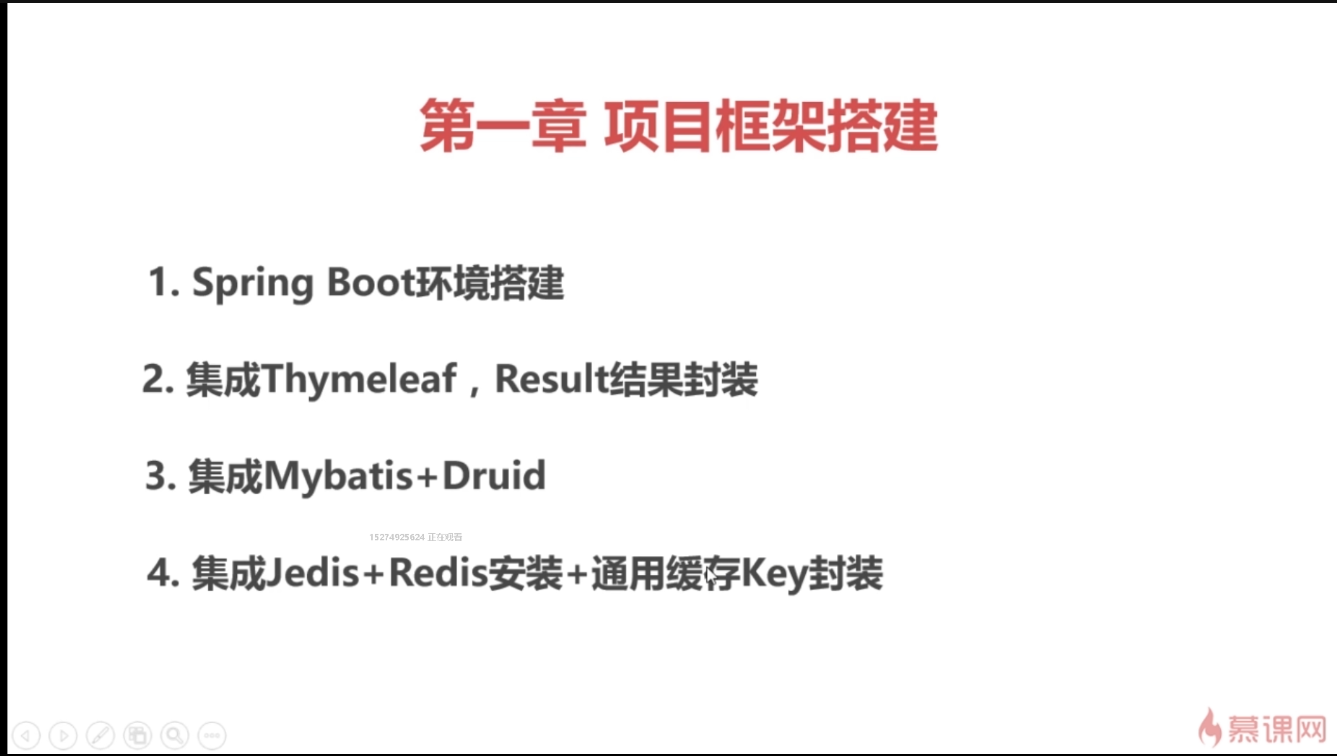 第一章 项目框架搭建
1. Spring Boot环境搭建
2. 集成Thymeleaf，Result结果封装
3. 集成Mybatis+Druid
15274925624 正在观看
4. 集成Jedis+Redis安装+通用缓存Key封装
慕课网